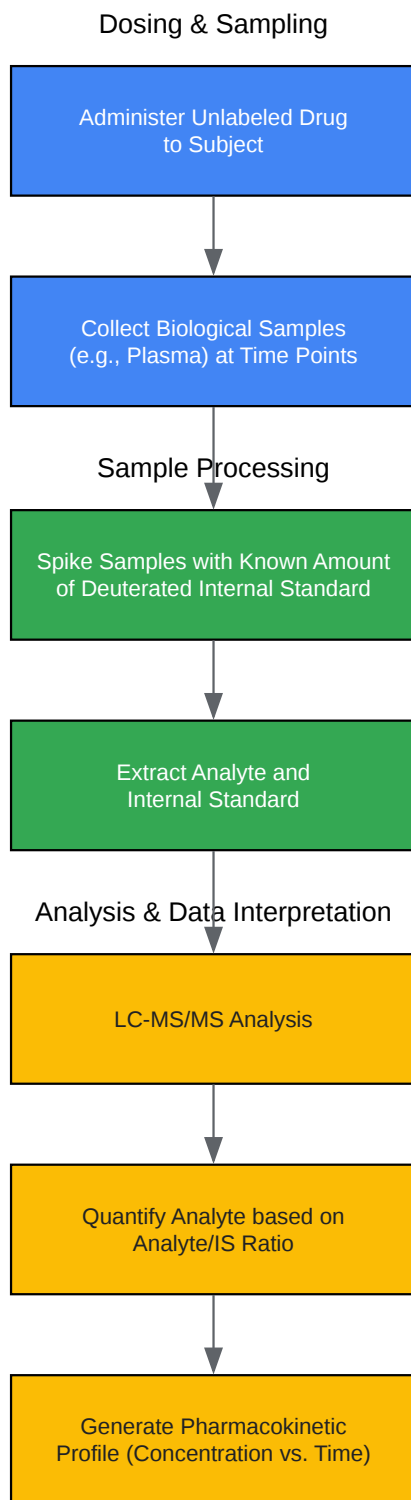 Dosing & Sampling
Administer Unlabeled Drug
to Subject
Collect Biological Samples
(e.g., Plasma) at Time Points
Sample Processing
Spike Samples with Known Amount
of Deuterated Internal Standard
Extract Analyte and
Internal Standard
Analysis & Data Interpretation
LC-MS/MS Analysis
Quantify Analyte based on
Analyte/IS Ratio
Generate Pharmacokinetic
Profile (Concentration vs. Time)